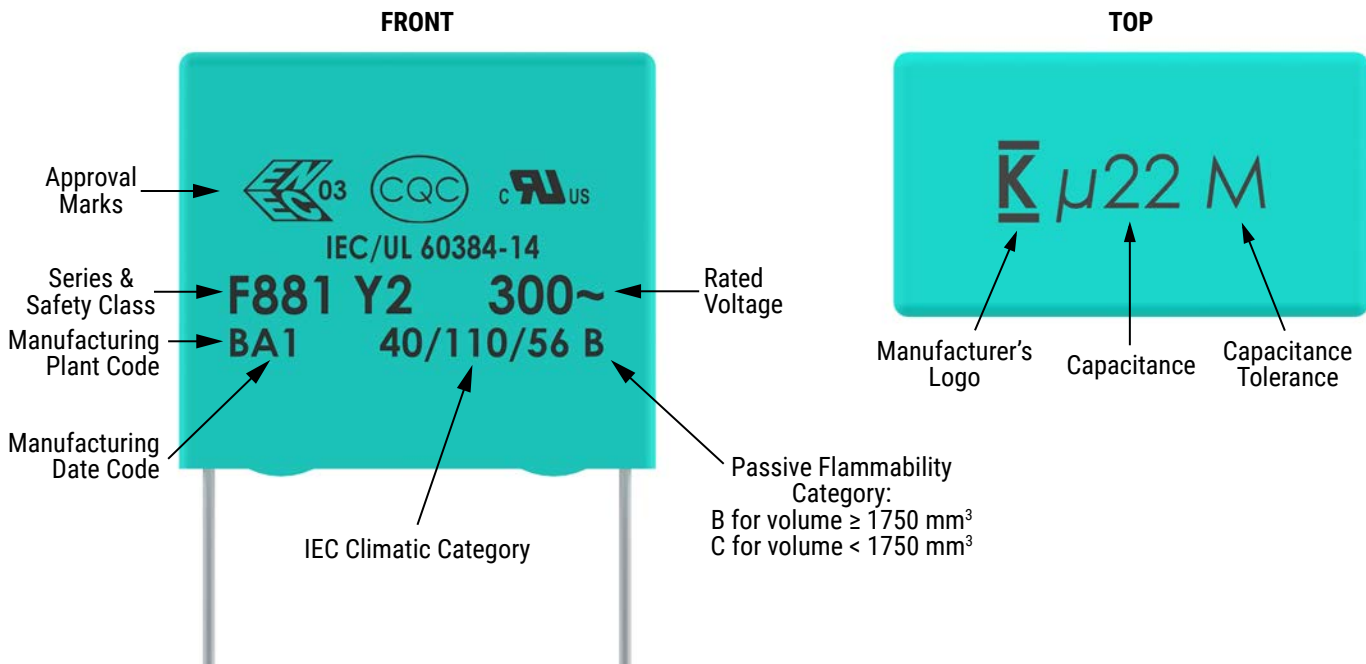 FRONT
TOP
Approval
Marks
ENEC 03 CQC c RU US
IEC/UL 60384-14
Series &
Safety Class
F881 Y2 300~
Rated
Voltage
Manufacturing
Plant Code
BA1 40/110/56 B
Manufacturing
Date Code
IEC Climatic Category
Passive Flammability
Category:
B for volume ≥ 1750 mm³
C for volume < 1750 mm³
K µ22 M
Manufacturer’s
Logo
Capacitance
Capacitance
Tolerance